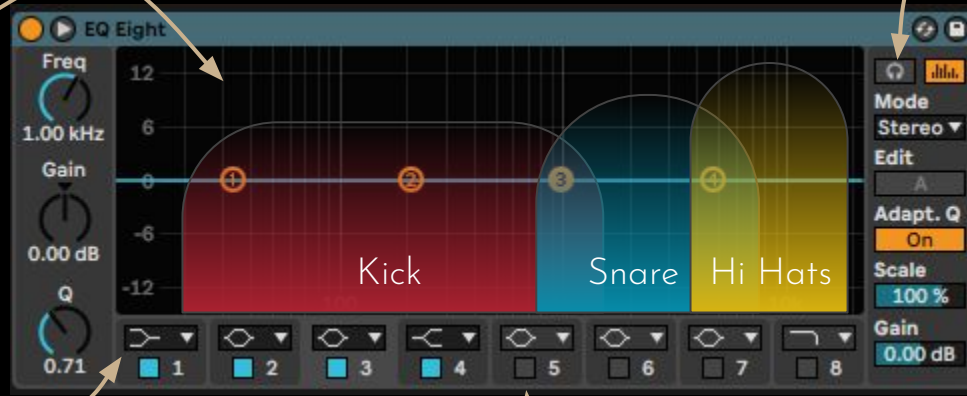 EQ Eight
Freq
1.00 kHz
Gain
0.00 dB
Q
0.71
12
6
0
-6
-12
1
2
3
4
100
Kick
Snare
Hi Hats
1
2
3
4
5
6
7
8
Mode
Stereo
Edit
A
Adapt. Q
On
Scale
100 %
Gain
0.00 dB